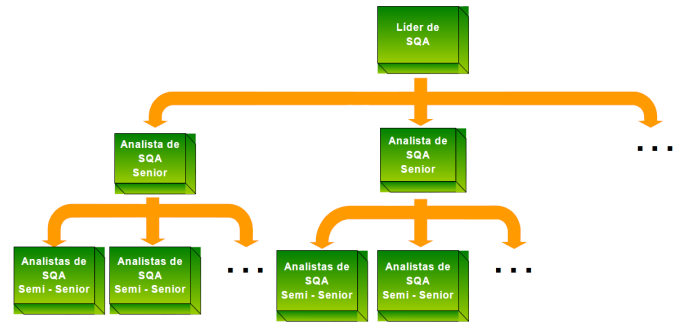 Lider de
SQA
Analista de
SQA
Senior
Analista de
SQA
Senior
...
Analistas de
SQA
Semi - Senior
Analistas de
SQA
Semi - Senior
...
Analistas de
SQA
Semi - Senior
Analistas de
SQA
Semi - Senior
...